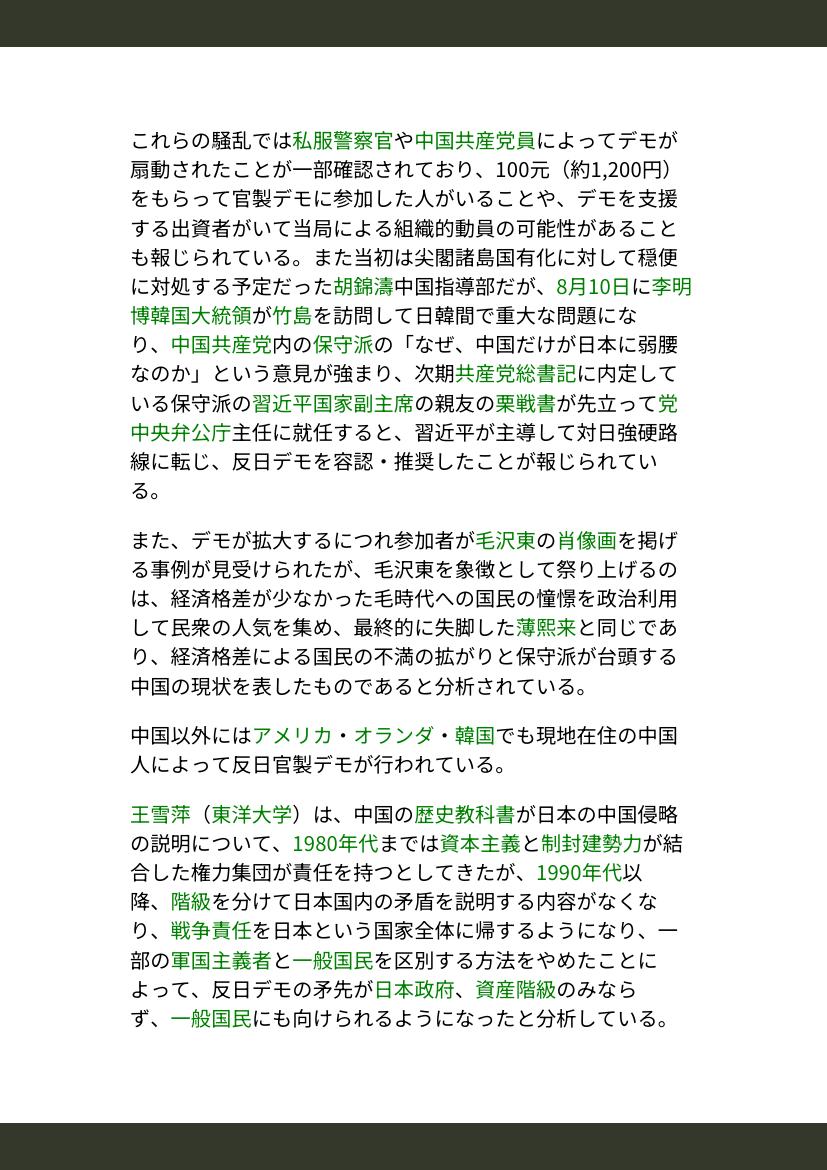 これらの騒乱では私服警察官や中国共産党員によってデモが
扇動されたことが一部確認されており、100元（約1,200円）
をもらって官製デモに参加した人がいることや、デモを支援
する出資者がいて当局による組織的動員の可能性があること
も報じられている。また当初は尖閣諸島国有化に対して穏便
に対処する予定だった胡錦濤中国指導部だが、8月10日に李明
博韓国大統領が竹島を訪問して日韓間で重大な問題にな
り、中国共産党内の保守派の「なぜ、中国だけが日本に弱腰
なのか」という意見が強まり、次期共産党総書記に内定して
いる保守派の習近平国家副主席の親友の栗戦書が先立って党
中央弁公庁主任に就任すると、習近平が主導して対日強硬路
線に転じ、反日デモを容認・推奨したことが報じられてい
る。
また、デモが拡大するにつれ参加者が毛沢東の肖像画を掲げ
る事例が見受けられたが、毛沢東を象徴として祭り上げるの
は、経済格差が少なかった毛時代への国民の憧憬を政治利用
して民衆の人気を集め、最終的に失脚した薄熙来と同じであ
り、経済格差による国民の不満の拡がりと保守派が台頭する
中国の現状を表したものであると分析されている。
中国以外にはアメリカ・オランダ・韓国でも現地在住の中国
人によって反日官製デモが行われている。
王雪萍（東洋大学）は、中国の歴史教科書が日本の中国侵略
の説明について、1980年代までは資本主義と制封建勢力が結
合した権力集団が責任を持つとしてきたが、1990年代以
降、階級を分けて日本国内の矛盾を説明する内容がなくな
り、戦争責任を日本という国家全体に帰するようになり、一
部の軍国主義者と一般国民を区別する方法をやめたことに
よって、反日デモの矛先が日本政府、資産階級のみなら
ず、一般国民にも向けられるようになったと分析している。